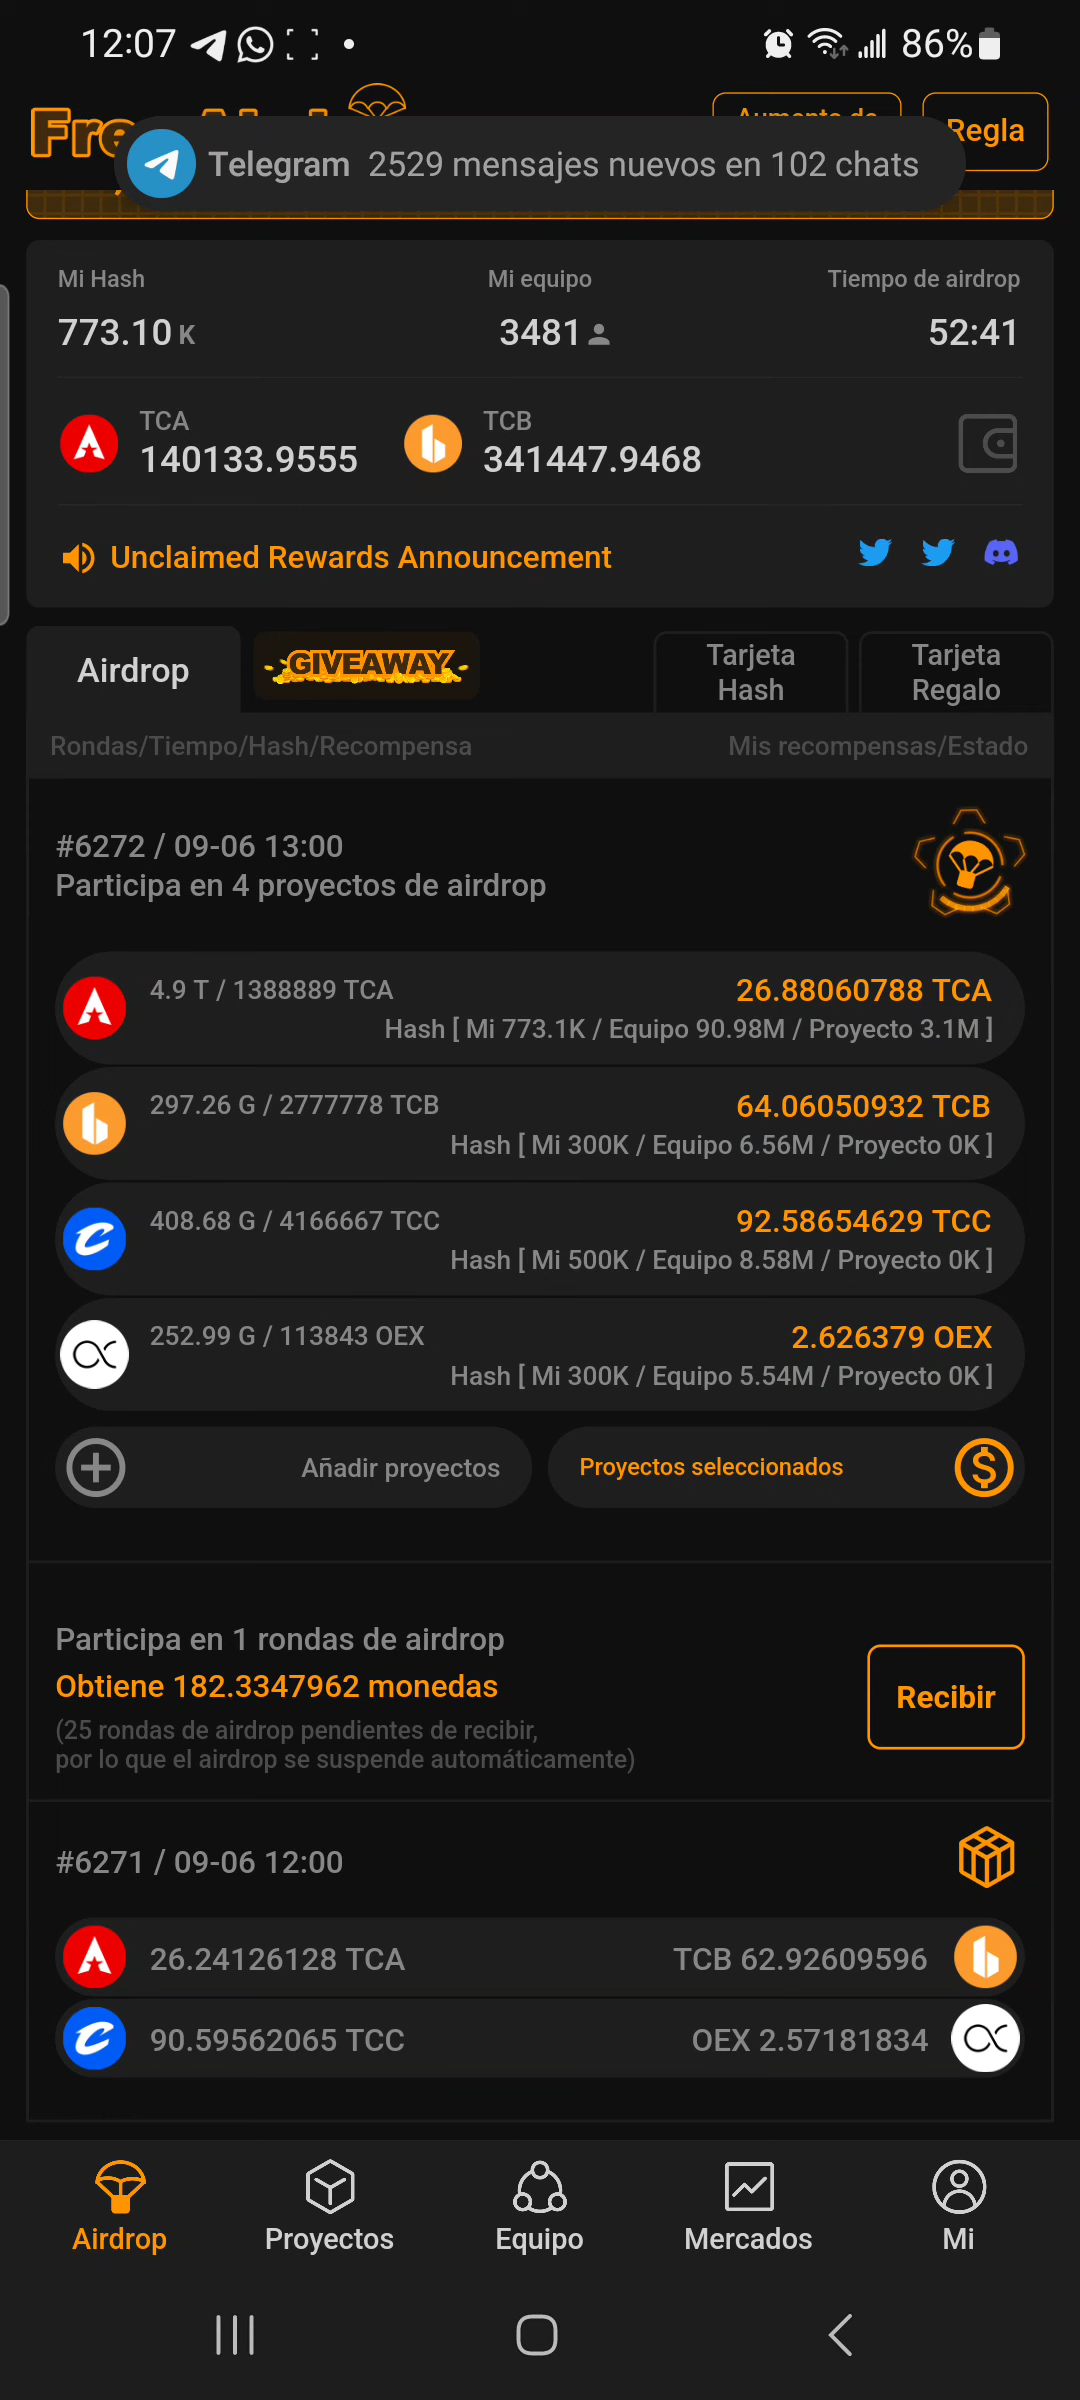 12:07
86%
Telegram 2529 mensajes nuevos en 102 chats
Regla
Mi Hash
Mi equipo
Tiempo de airdrop
773.10 K
3481
52:41
TCA
140133.9555
TCB
341447.9468
Unclaimed Rewards Announcement
Airdrop
GIVEAWAY
Tarjeta
Hash
Tarjeta
Regalo
Rondas/Tiempo/Hash/Recompensa
Mis recompensas/Estado
#6272 / 09-06 13:00
Participa en 4 proyectos de airdrop
4.9 T / 1388889 TCA
26.88060788 TCA
Hash [ Mi 773.1K / Equipo 90.98M / Proyecto 3.1M ]
297.26 G / 2777778 TCB
64.06050932 TCB
Hash [ Mi 300K / Equipo 6.56M / Proyecto 0K ]
408.68 G / 4166667 TCC
92.58654629 TCC
Hash [ Mi 500K / Equipo 8.58M / Proyecto 0K ]
252.99 G / 113843 OEX
2.626379 OEX
Hash [ Mi 300K / Equipo 5.54M / Proyecto 0K ]
Añadir proyectos
Proyectos seleccionados
Participa en 1 rondas de airdrop
Obtiene 182.3347962 monedas
(25 rondas de airdrop pendientes de recibir,
por lo que el airdrop se suspende automáticamente)
Recibir
#6271 / 09-06 12:00
26.24126128 TCA
TCB 62.92609596
90.59562065 TCC
OEX 2.57181834
Airdrop
Proyectos
Equipo
Mercados
Mi